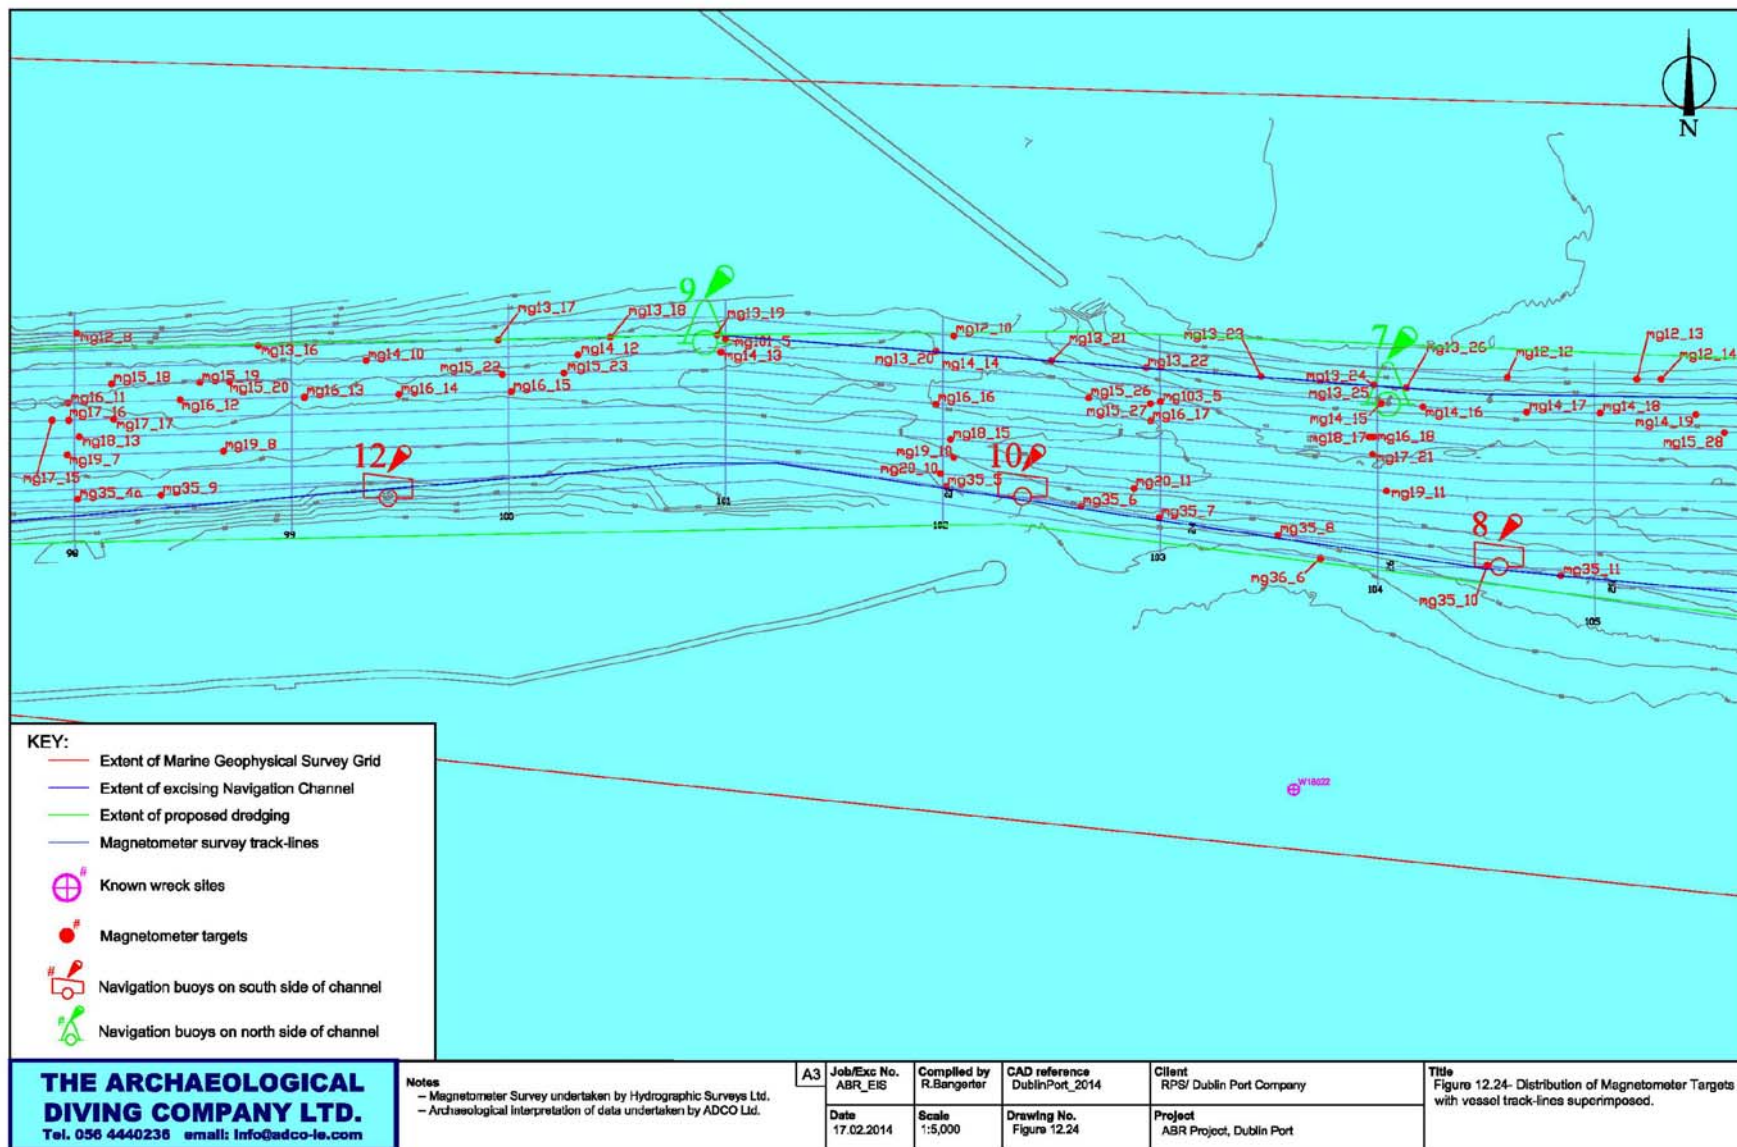 N
9
7
12
10
8
mg12_8
mg13_16
mg13_17
mg13_18
mg13_19
mg101_5
mg14_10
mg14_12
mg14_13
mg15_18
mg15_19
mg15_20
mg15_22
mg15_23
mg16_11
mg16_12
mg16_13
mg16_14
mg16_15
mg17_16
mg17_17
mg18_13
mg19_7
mg19_8
mg17_15
mg35_4a
mg35_9
mg12_10
mg13_20
mg14_14
mg13_21
mg13_22
mg13_23
mg13_24
mg13_25
mg13_26
mg12_12
mg12_13
mg12_14
mg16_16
mg15_26
mg15_27
mg103_5
mg16_17
mg14_15
mg14_16
mg14_17
mg14_18
mg14_19
mg15_28
mg18_15
mg19_10
mg20_10
mg35_5
mg18_17
mg16_18
mg17_21
mg19_11
mg20_11
mg35_6
mg35_7
mg35_8
mg36_6
mg35_10
mg35_11
98
99
100
101
102
103
104
105
W18022
KEY:
Extent of Marine Geophysical Survey Grid
Extent of excising Navigation Channel
Extent of proposed dredging
Magnetometer survey track-lines
# Known wreck sites
# Magnetometer targets
# Navigation buoys on south side of channel
# Navigation buoys on north side of channel
THE ARCHAEOLOGICAL
DIVING COMPANY LTD.
Tel. 056 4440236 email: info@adco-ie.com
Notes
– Magnetometer Survey undertaken by Hydrographic Surveys Ltd.
– Archaeological interpretation of data undertaken by ADCO Ltd.
A3
Job/Exc No.
ABR_EIS
Compiled by
R.Bangerter
CAD reference
DublinPort_2014
Client
RPS/ Dublin Port Company
Title
Figure 12.24- Distribution of Magnetometer Targets
with vessel track-lines superimposed.
Date
17.02.2014
Scale
1:5,000
Drawing No.
Figure 12.24
Project
ABR Project, Dublin Port